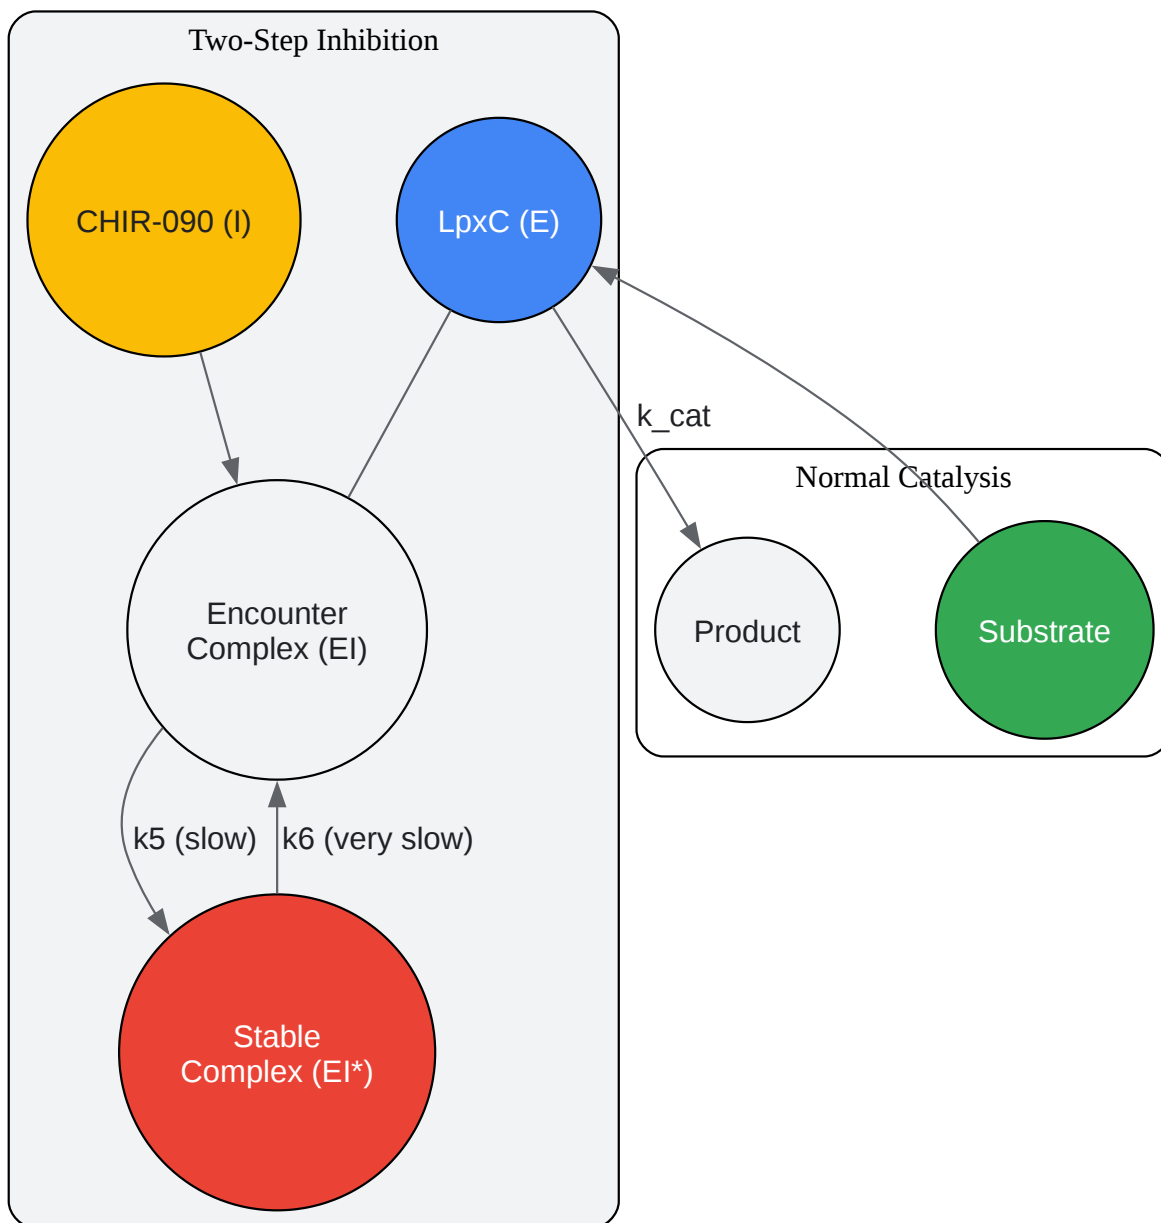 Two-Step Inhibition
CHIR-090 (I)
LpxC (E)
k_cat
Normal Catalysis
Encounter
Complex (EI)
Product
Substrate
k5 (slow)
k6 (very slow)
Stable
Complex (EI*)